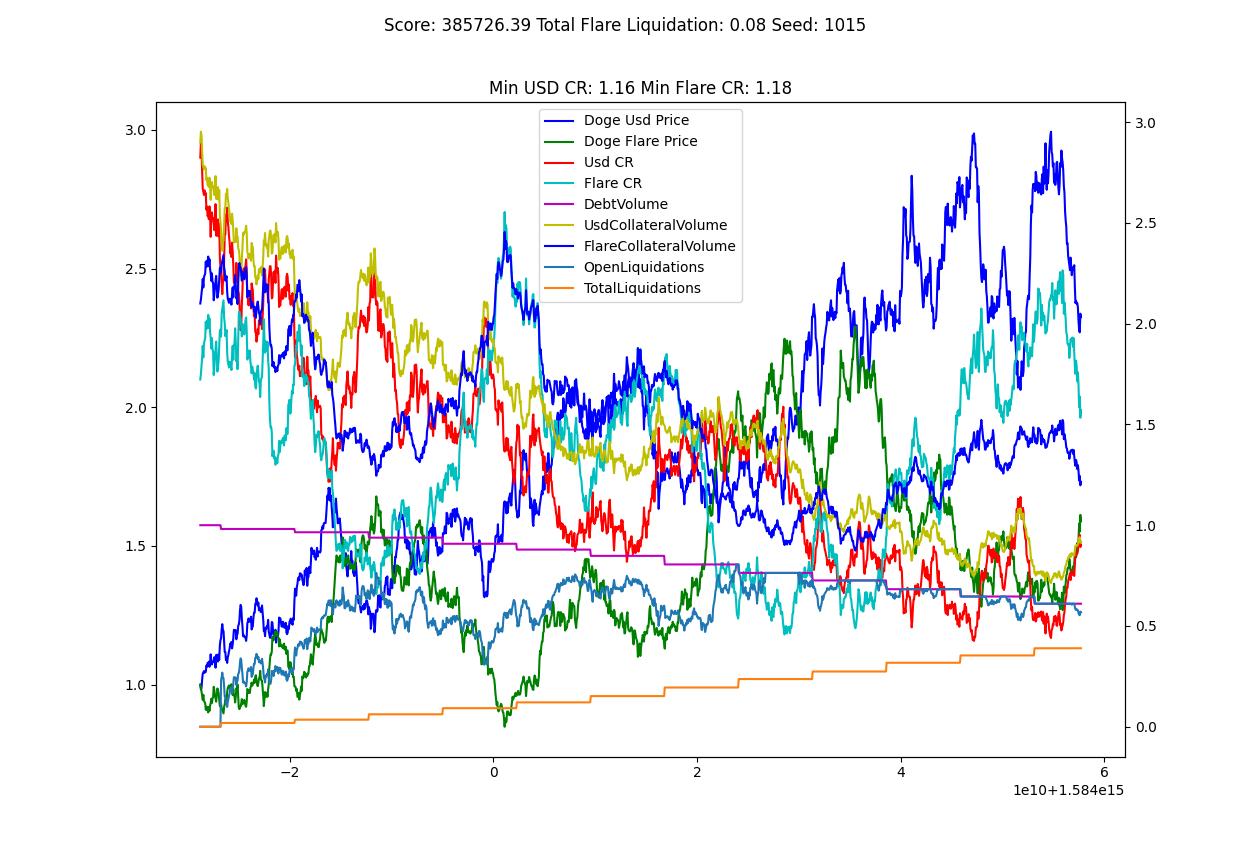 Score: 385726.39 Total Flare Liquidation: 0.08 Seed: 1015
Min USD CR: 1.16 Min Flare CR: 1.18
Doge Usd Price
Doge Flare Price
Usd CR
Flare CR
DebtVolume
UsdCollateralVolume
FlareCollateralVolume
OpenLiquidations
TotalLiquidations
3.0
2.5
2.0
1.5
1.0
3.0
2.5
2.0
1.5
1.0
0.5
0.0
−2 0 2 4 6
1e10+1.584e15